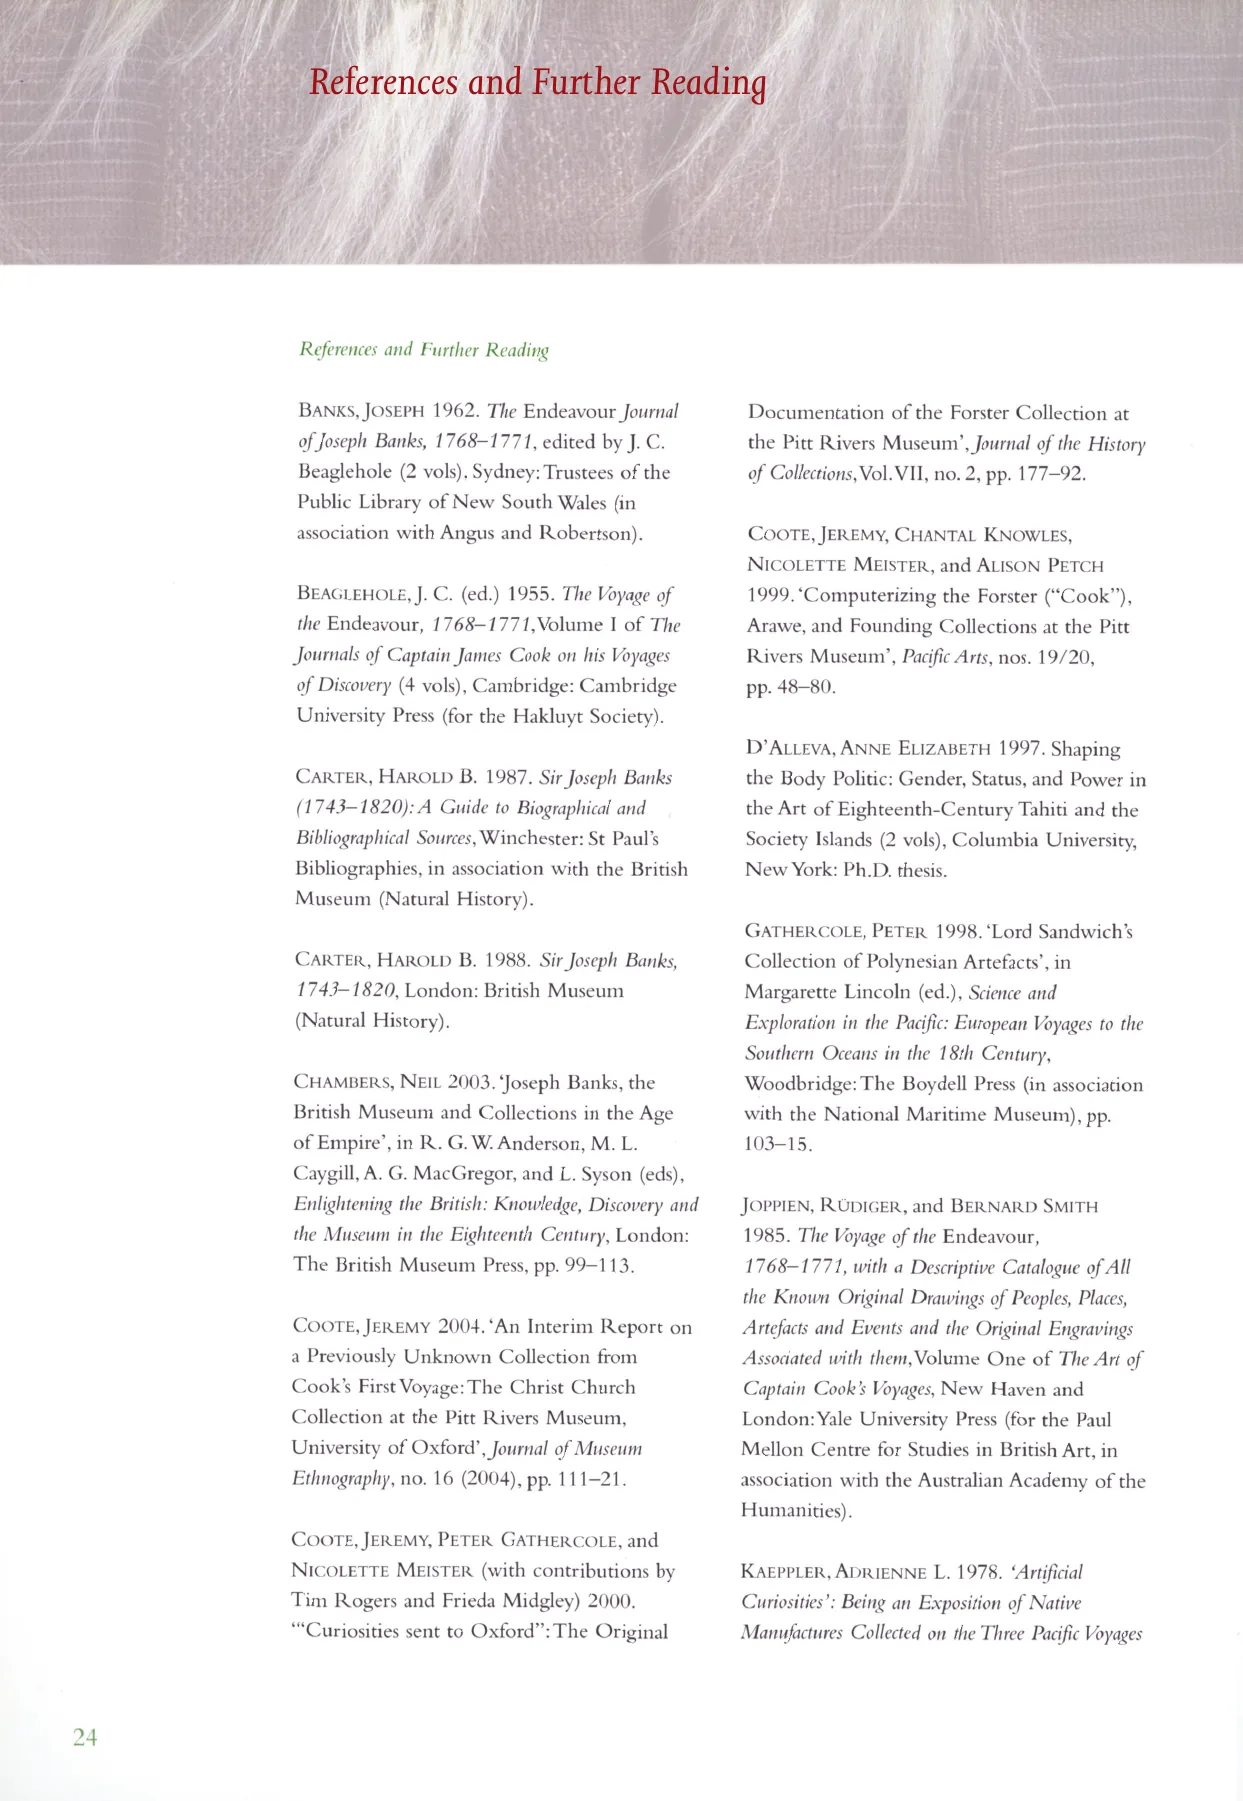 References and Further Reading
References and Further Reading
BANKS, JOSEPH 1962. The Endeavour Journal
of Joseph Banks, 1768–1771, edited by J. C.
Beaglehole (2 vols), Sydney: Trustees of the
Public Library of New South Wales (in
association with Angus and Robertson).
BEAGLEHOLE, J. C. (ed.) 1955. The Voyage of
the Endeavour, 1768–1771, Volume I of The
Journals of Captain James Cook on his Voyages
of Discovery (4 vols), Cambridge: Cambridge
University Press (for the Hakluyt Society).
CARTER, HAROLD B. 1987. Sir Joseph Banks
(1743–1820): A Guide to Biographical and
Bibliographical Sources, Winchester: St Paul's
Bibliographies, in association with the British
Museum (Natural History).
CARTER, HAROLD B. 1988. Sir Joseph Banks,
1743–1820, London: British Museum
(Natural History).
CHAMBERS, NEIL 2003. 'Joseph Banks, the
British Museum and Collections in the Age
of Empire', in R. G. W. Anderson, M. L.
Caygill, A. G. MacGregor, and L. Syson (eds),
Enlightening the British: Knowledge, Discovery and
the Museum in the Eighteenth Century, London:
The British Museum Press, pp. 99–113.
COOTE, JEREMY 2004. 'An Interim Report on
a Previously Unknown Collection from
Cook's First Voyage: The Christ Church
Collection at the Pitt Rivers Museum,
University of Oxford', Journal of Museum
Ethnography, no. 16 (2004), pp. 111–21.
COOTE, JEREMY, PETER GATHERCOLE, and
NICOLETTE MEISTER (with contributions by
Tim Rogers and Frieda Midgley) 2000.
'"Curiosities sent to Oxford": The Original
Documentation of the Forster Collection at
the Pitt Rivers Museum', Journal of the History
of Collections, Vol. VII, no. 2, pp. 177–92.
COOTE, JEREMY, CHANTAL KNOWLES,
NICOLETTE MEISTER, and ALISON PETCH
1999. 'Computerizing the Forster ("Cook"),
Arawe, and Founding Collections at the Pitt
Rivers Museum', Pacific Arts, nos. 19/20,
pp. 48–80.
D'ALLEVA, ANNE ELIZABETH 1997. Shaping
the Body Politic: Gender, Status, and Power in
the Art of Eighteenth-Century Tahiti and the
Society Islands (2 vols), Columbia University,
New York: Ph.D. thesis.
GATHERCOLE, PETER 1998. 'Lord Sandwich's
Collection of Polynesian Artefacts', in
Margarette Lincoln (ed.), Science and
Exploration in the Pacific: European Voyages to the
Southern Oceans in the 18th Century,
Woodbridge: The Boydell Press (in association
with the National Maritime Museum), pp.
103–15.
JOPPIEN, RÜDIGER, and BERNARD SMITH
1985. The Voyage of the Endeavour,
1768–1771, with a Descriptive Catalogue of All
the Known Original Drawings of Peoples, Places,
Artefacts and Events and the Original Engravings
Associated with them, Volume One of The Art of
Captain Cook's Voyages, New Haven and
London: Yale University Press (for the Paul
Mellon Centre for Studies in British Art, in
association with the Australian Academy of the
Humanities).
KAEPPLER, ADRIENNE L. 1978. 'Artificial
Curiosities': Being an Exposition of Native
Manufactures Collected on the Three Pacific Voyages
24